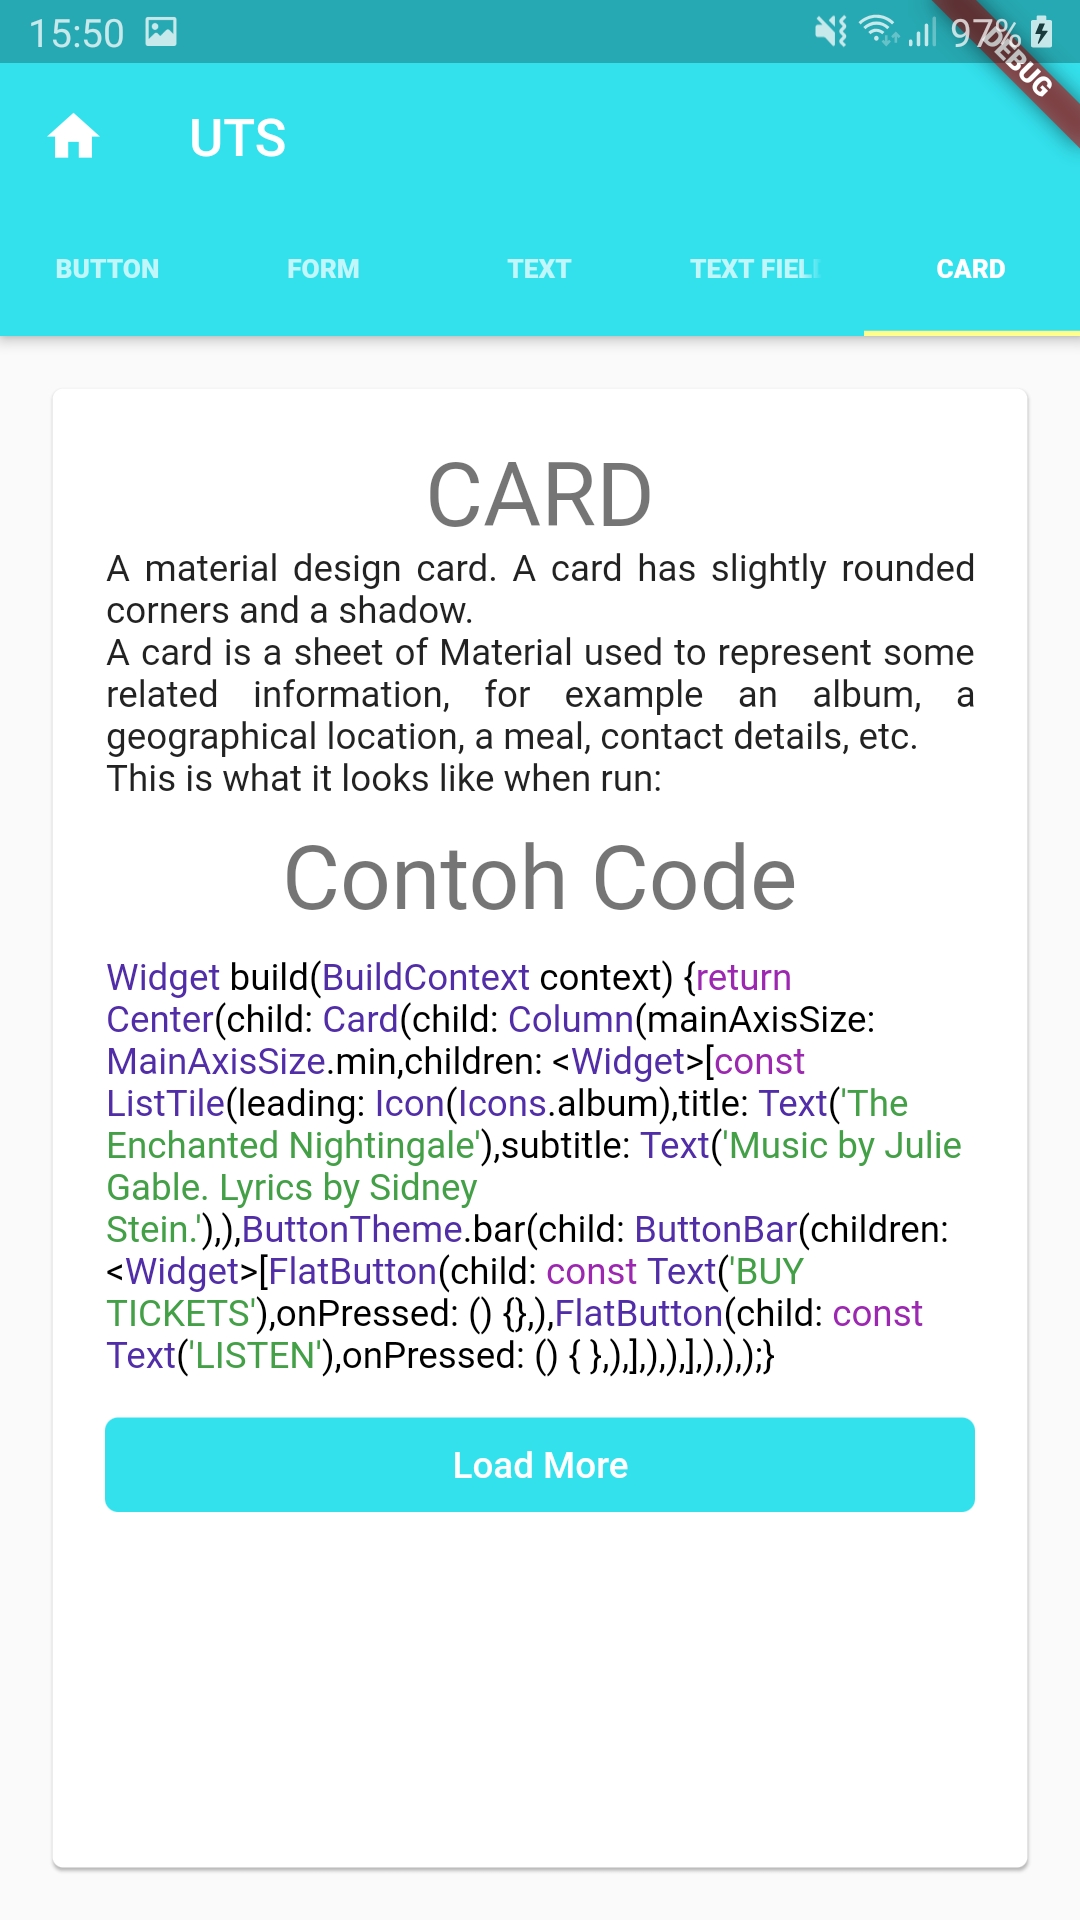 15:50 97%
DEBUG
UTS
BUTTON FORM TEXT TEXT FIEL CARD
CARD
A material design card. A card has slightly rounded
corners and a shadow.
A card is a sheet of Material used to represent some
related information, for example an album, a
geographical location, a meal, contact details, etc.
This is what it looks like when run:
Contoh Code
Widget build(BuildContext context) {return
Center(child: Card(child: Column(mainAxisSize:
MainAxisSize.min,children: <Widget>[const
ListTile(leading: Icon(Icons.album),title: Text('The
Enchanted Nightingale'),subtitle: Text('Music by Julie
Gable. Lyrics by Sidney
Stein.'),),ButtonTheme.bar(child: ButtonBar(children:
<Widget>[FlatButton(child: const Text('BUY
TICKETS'),onPressed: () {},),FlatButton(child: const
Text('LISTEN'),onPressed: () { },),],),),],),),);}
Load More